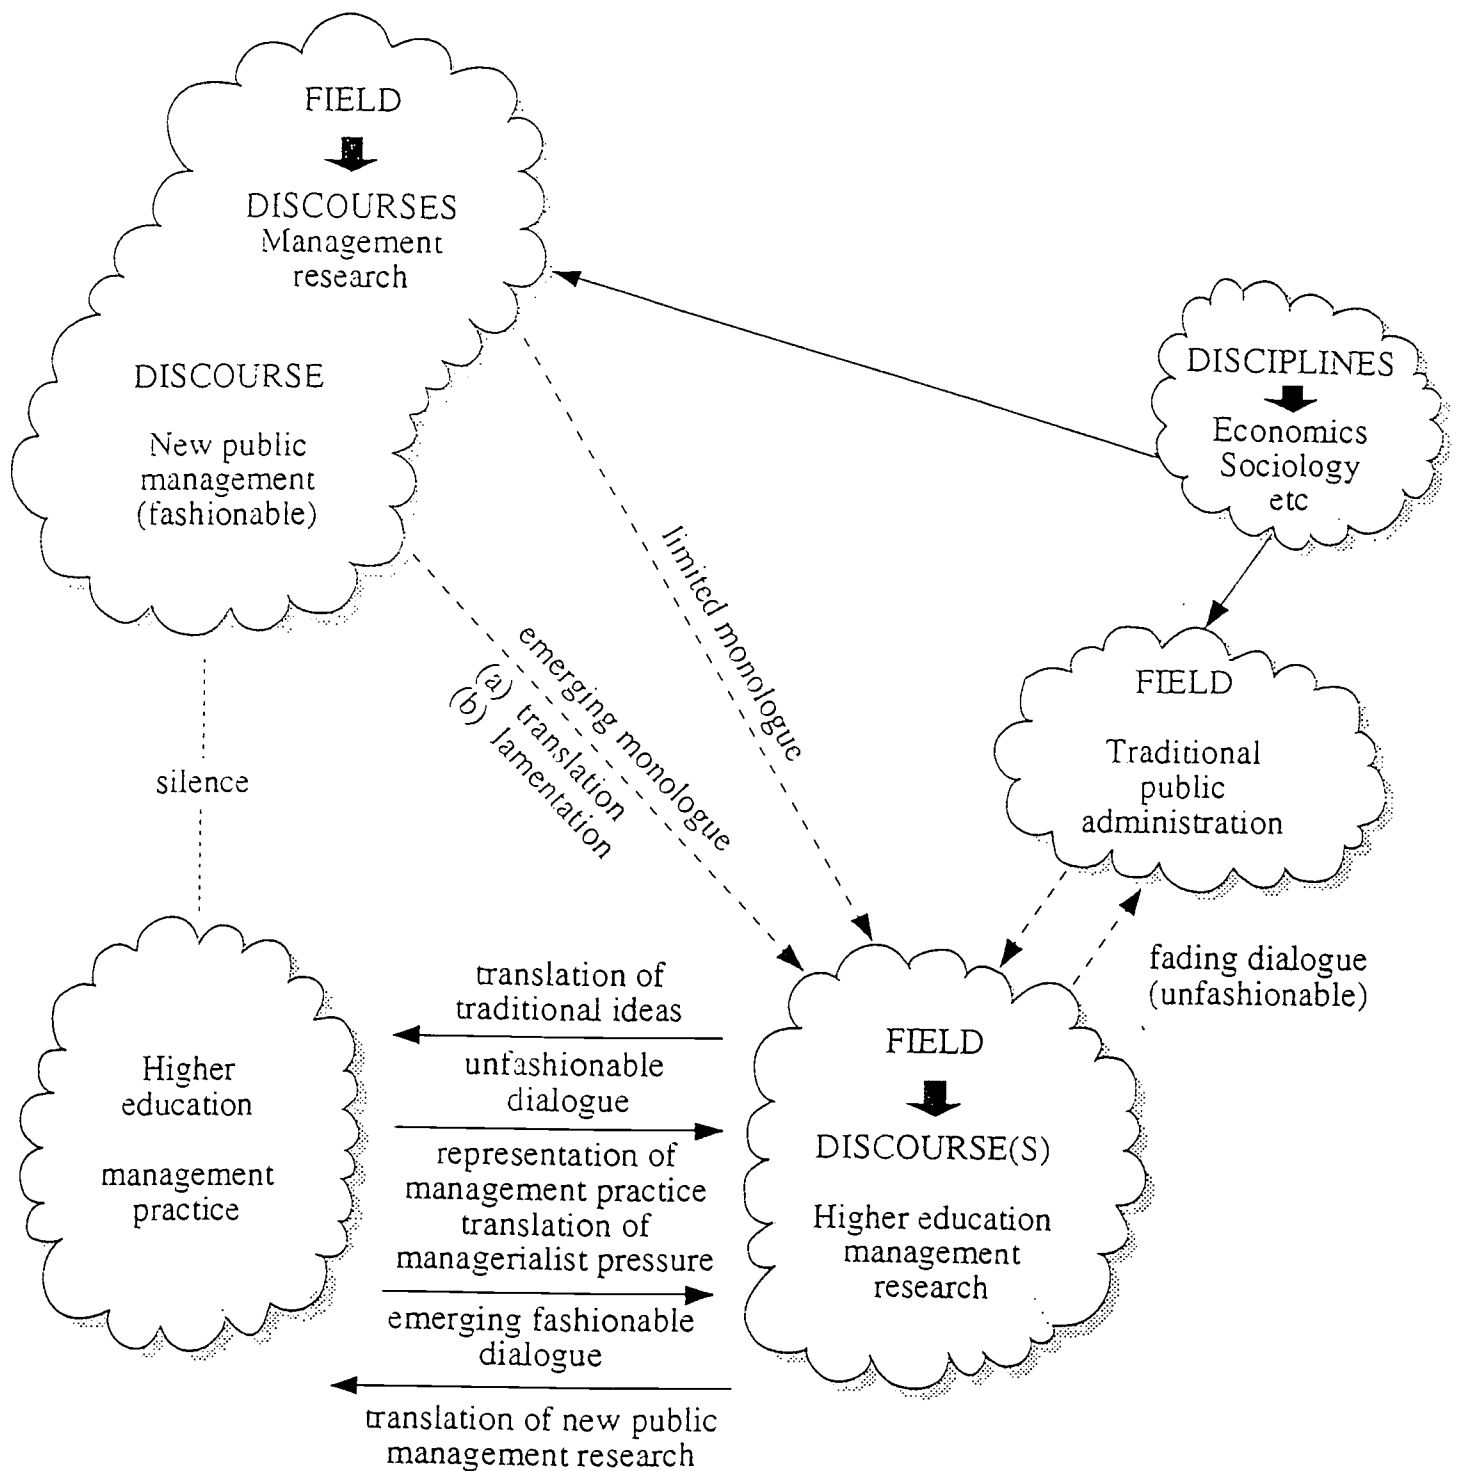 FIELD
DISCOURSES
Management
research
DISCOURSE
New public
management
(fashionable)
DISCIPLINES
Economics
Sociology
etc
limited monologue
emerging monologue
(a) translation
(b) lamentation
FIELD
Traditional
public
administration
silence
fading dialogue
(unfashionable)
Higher
education
management
practice
translation of
traditional ideas
unfashionable
dialogue
representation of
management practice
translation of
managerialist pressure
emerging fashionable
dialogue
translation of new public
management research
FIELD
DISCOURSE(S)
Higher education
management
research